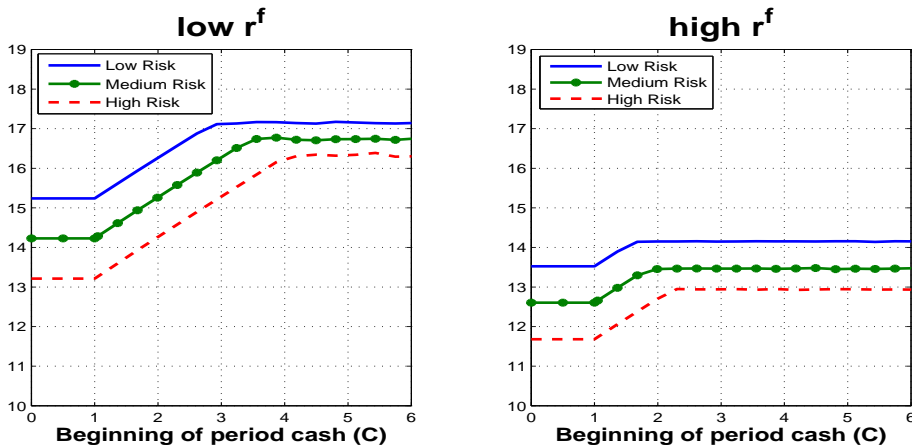 low r^f
19
18
17
16
15
14
13
12
11
10
0 1 2 3 4 5 6
Low Risk
Medium Risk
High Risk
Beginning of period cash (C)
high r^f
19
18
17
16
15
14
13
12
11
10
0 1 2 3 4 5 6
Low Risk
Medium Risk
High Risk
Beginning of period cash (C)